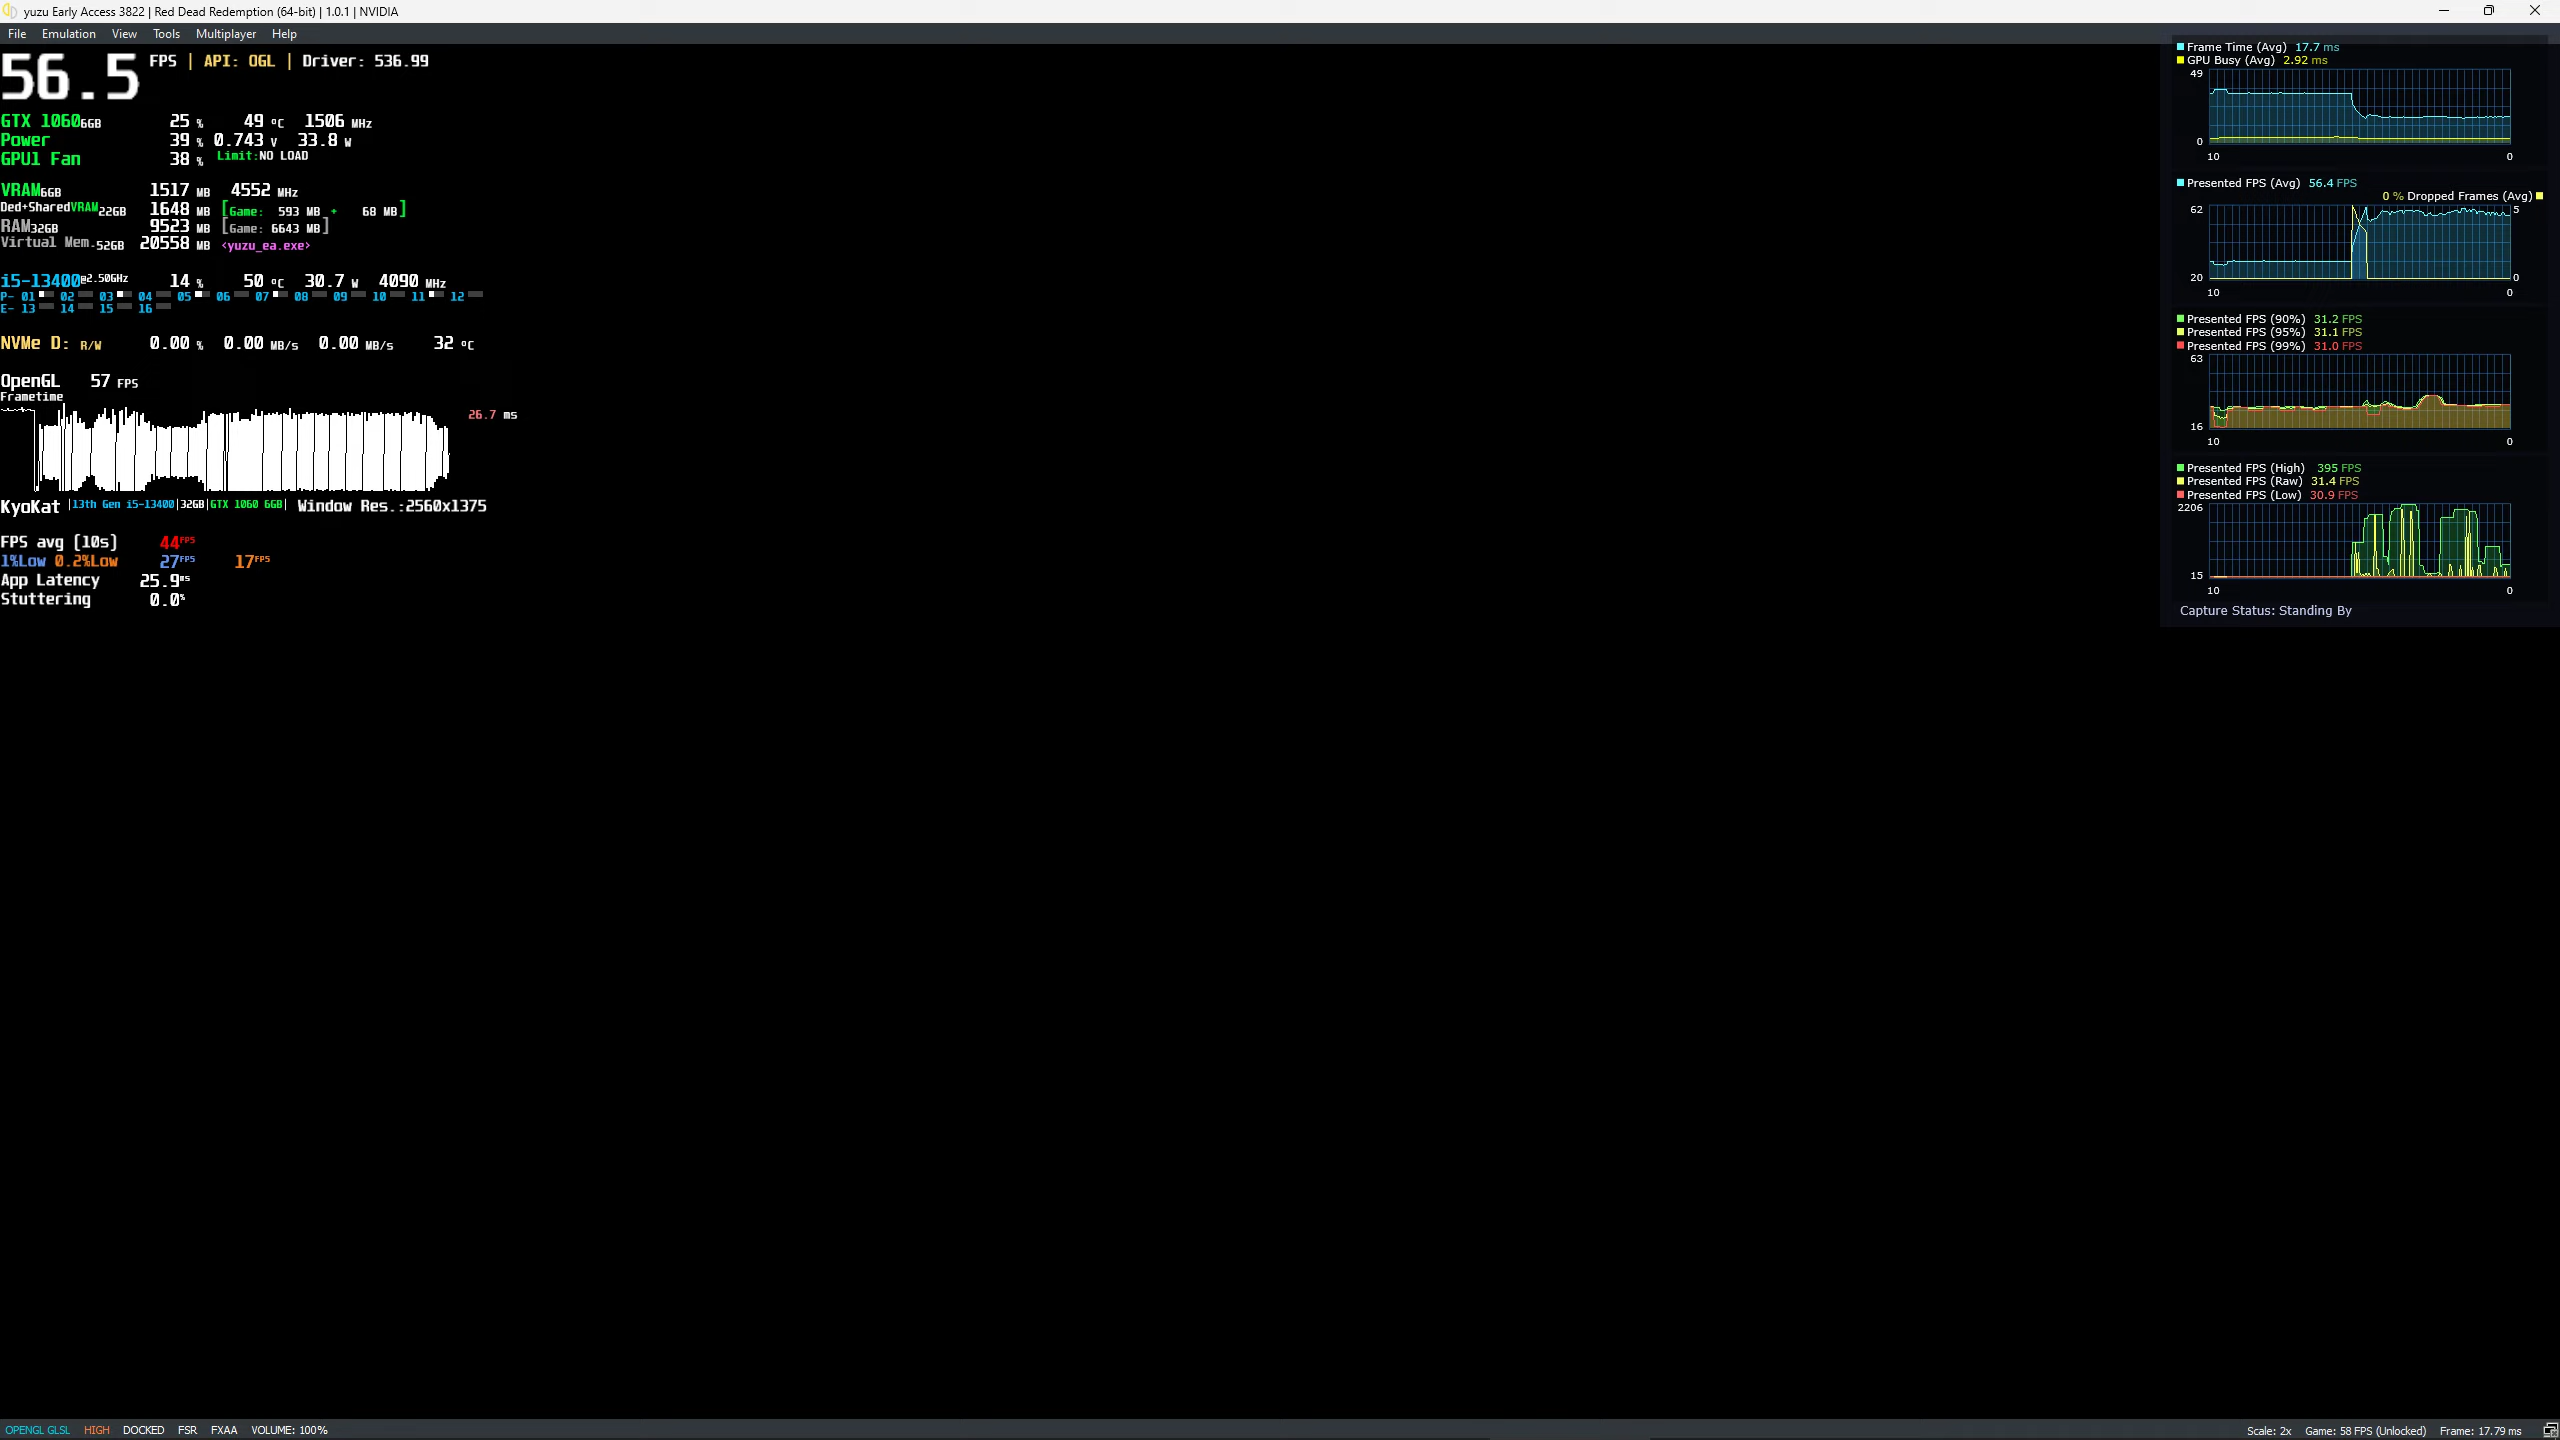 yuzu Early Access 3822 | Red Dead Redemption (64-bit) | 1.0.1 | NVIDIA
File Emulation View Tools Multiplayer Help
56.5 FPS | API: OGL | Driver: 536.99
GTX 1060 6GB 25 % 49 °C 1506 MHz
Power 39 % 0.743 V 33.8 W
GPU1 Fan 38 % Limit:NO LOAD
VRAM 6GB 1517 MB 4552 MHz
Ded+SharedVRAM 22GB 1648 MB [Game: 593 MB + 68 MB]
RAM 32GB 9523 MB [Game: 6643 MB]
Virtual Mem. 52GB 20558 MB <yuzu_ea.exe>
i5-13400 @2.50GHz 14 % 50 °C 30.7 W 4090 MHz
P- 01 02 03 04 05 06 07 08 09 10 11 12
E- 13 14 15 16
NVMe D: R/W 0.00 % 0.00 MB/s 0.00 MB/s 32 °C
OpenGL 57 FPS
Frametime
26.7 ms
KyoKat |13th Gen i5-13400|32GB|GTX 1060 6GB| Window Res.:2560x1375
FPS avg [10s] 44 FPS
1%Low 0.2%Low 27 FPS 17 FPS
App Latency 25.9 ms
Stuttering 0.0 %
Frame Time (Avg) 17.7 ms
GPU Busy (Avg) 2.92 ms
49
0
10 0
Presented FPS (Avg) 56.4 FPS
0 % Dropped Frames (Avg)
62 5
20 0
10 0
Presented FPS (90%) 31.2 FPS
Presented FPS (95%) 31.1 FPS
Presented FPS (99%) 31.0 FPS
63
16
10 0
Presented FPS (High) 395 FPS
Presented FPS (Raw) 31.4 FPS
Presented FPS (Low) 30.9 FPS
2206
15
10 0
Capture Status: Standing By
OPENGL GLSL HIGH DOCKED FSR FXAA VOLUME: 100% Scale: 2x Game: 58 FPS (Unlocked) Frame: 17.79 ms